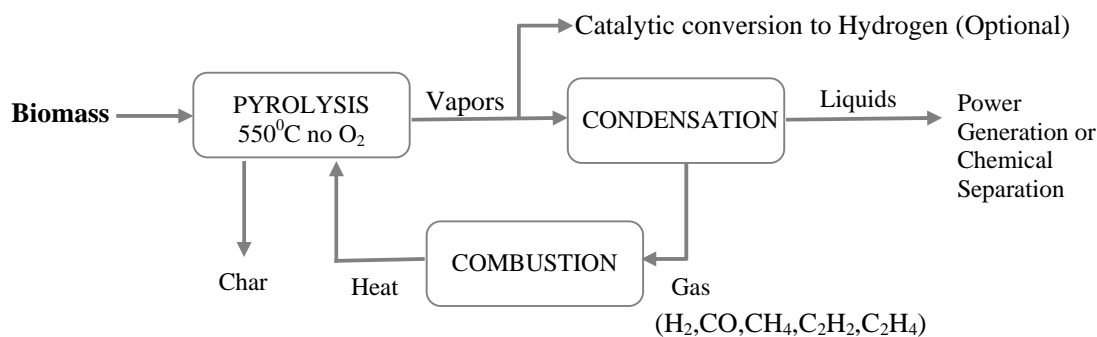 Catalytic conversion to Hydrogen (Optional)
Biomass
PYROLYSIS
550⁰C no O₂
Vapors
CONDENSATION
Liquids
Power
Generation or
Chemical
Separation
Char
Heat
COMBUSTION
Gas
(H₂,CO,CH₄,C₂H₂,C₂H₄)